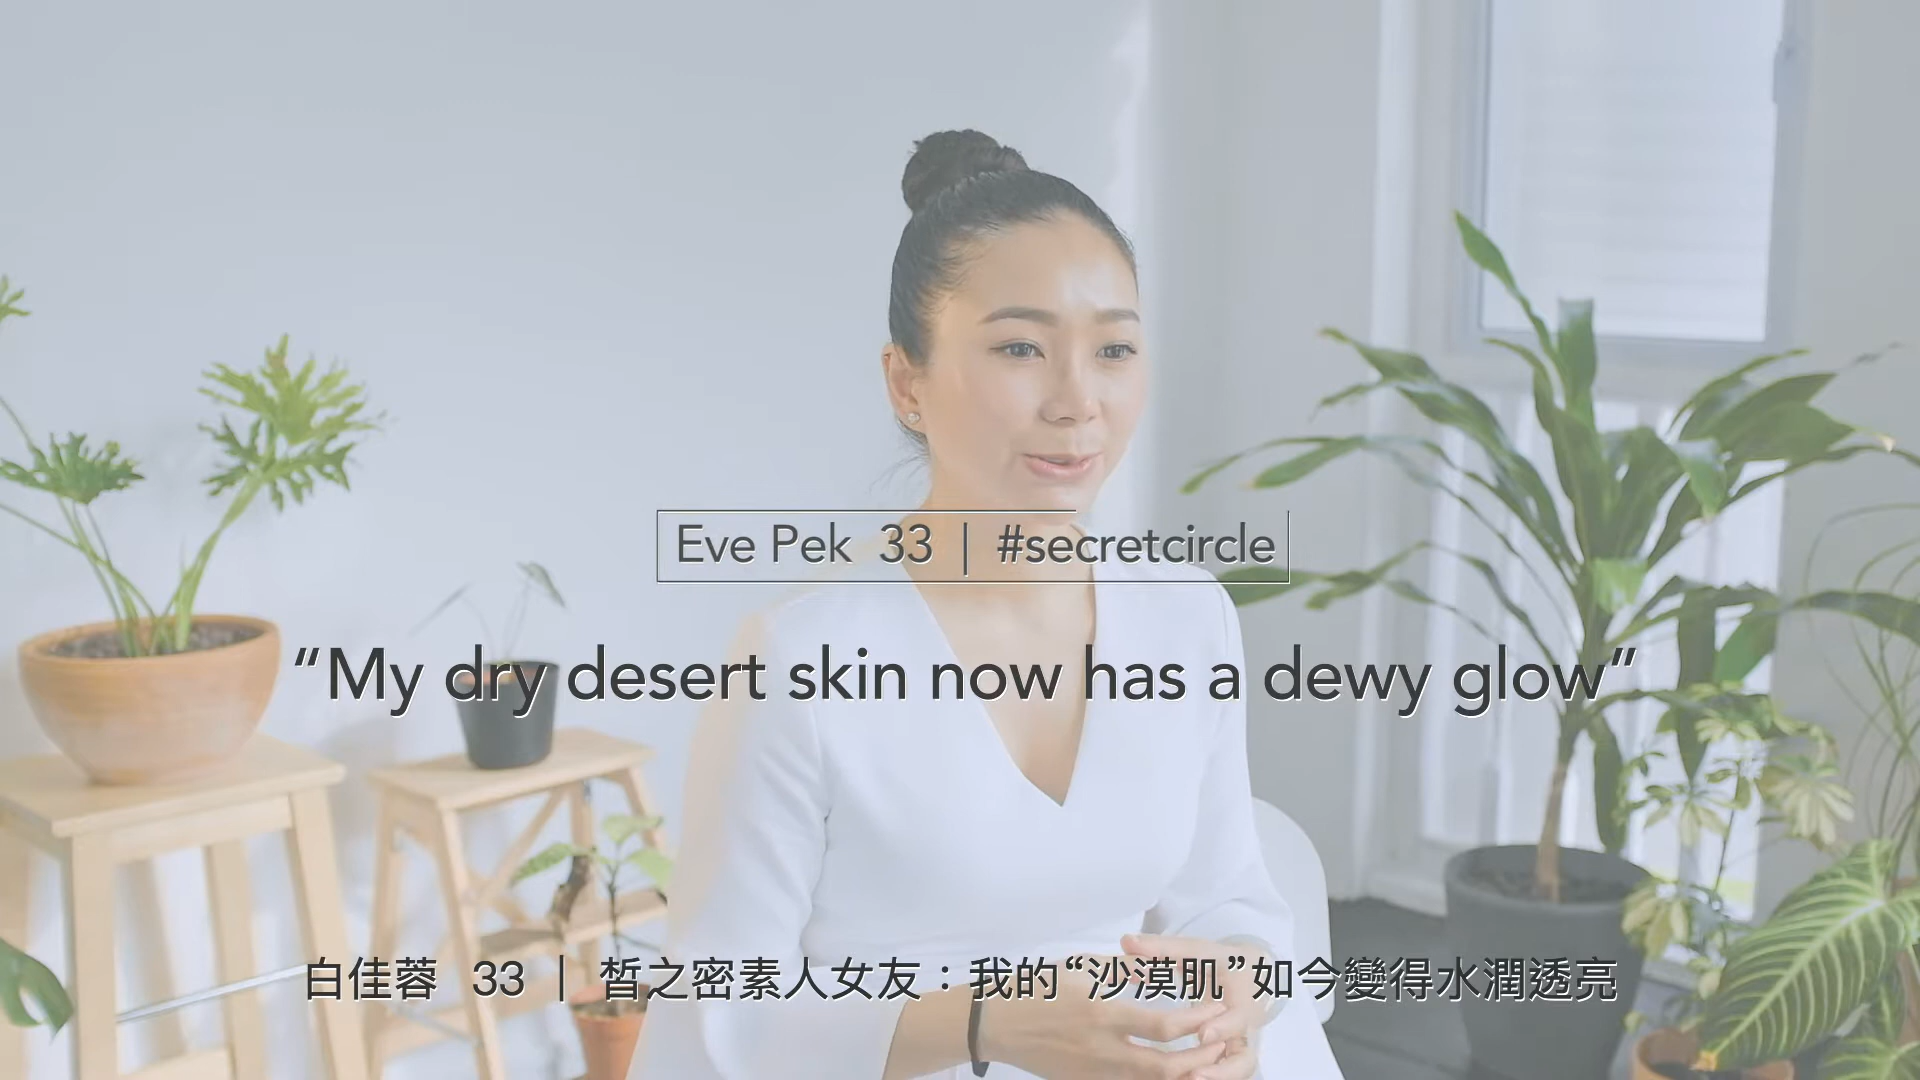 Eve Pek 33 | #secretcircle
“My dry desert skin now has a dewy glow”
白佳蓉 33 | 皙之密素人女友：我的“沙漠肌”如今變得水潤透亮